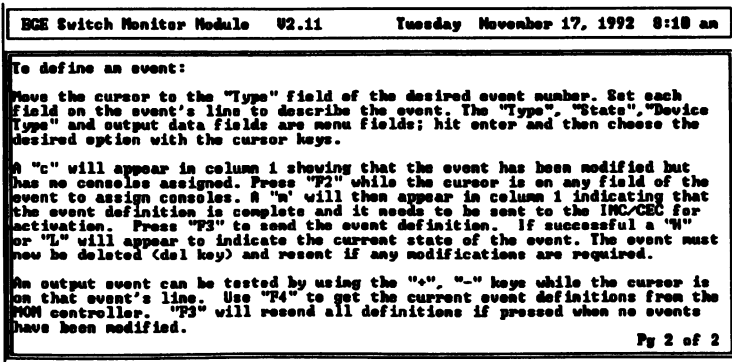 BGE Switch Monitor Module V2.11 Tuesday November 17, 1992 8:10 am
To define an event:
Move the cursor to the "Type" field of the desired event number. Set each
field on the event's line to describe the event. The "Type", "State","Device
Type" and output data fields are menu fields; hit enter and then choose the
desired option with the cursor keys.
A "c" will appear in column 1 showing that the event has been modified but
has no consoles assigned. Press "F2" while the cursor is on any field of the
event to assign consoles. A "m' will then appear in column 1 indicating that
the event definition is complete and it needs to be sent to the IMC/CEC for
activation. Press "F3" to send the event definition. If successful a "H"
or "L" will appear to indicate the current state of the event. The event must
now be deleted (del key) and resent if any modifications are required.
An output event can be tested by using the "+", "-" keys while the cursor is
on that event's line. Use "F4" to get the current event definitions from the
MOM controller. "F3" will resend all definitions if pressed when no events
have been modified.
Pg 2 of 2